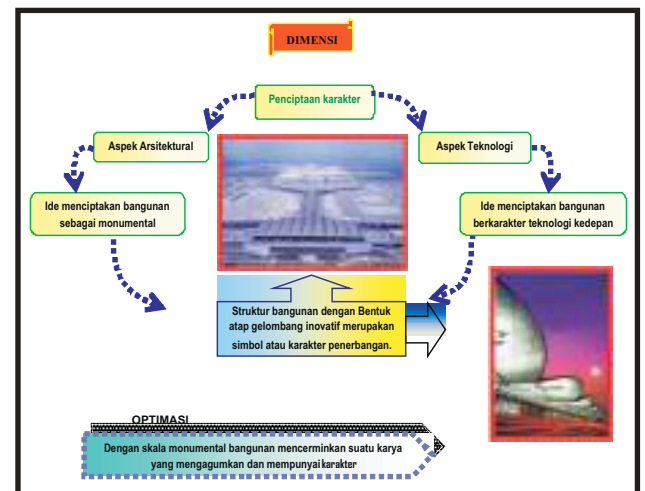 DIMENSI
Penciptaan karakter
Aspek Arsitektural
Aspek Teknologi
Ide menciptakan bangunan
sebagai monumental
Ide menciptakan bangunan
berkarakter teknologi kedepan
Struktur bangunan dengan Bentuk
atap gelombang inovatif merupakan
simbol atau karakter penerbangan.
OPTIMASI
Dengan skala monumental bangunan mencerminkan suatu karya
yang mengagumkan dan mempunyai karakter